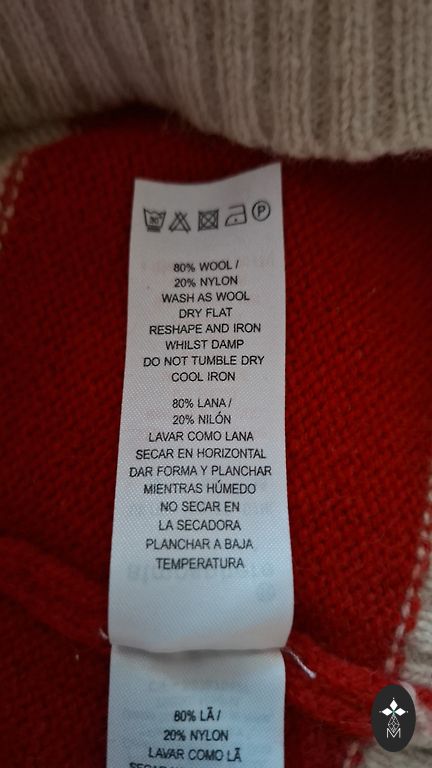 30°
P
80% WOOL /
20% NYLON
WASH AS WOOL
DRY FLAT
RESHAPE AND IRON
WHILST DAMP
DO NOT TUMBLE DRY
COOL IRON
80% LANA /
20% NILÓN
LAVAR COMO LANA
SECAR EN HORIZONTAL
DAR FORMA Y PLANCHAR
MIENTRAS HÚMEDO
NO SECAR EN
LA SECADORA
PLANCHAR A BAJA
TEMPERATURA
80% LÃ /
20% NYLON
LAVAR COMO LÃ